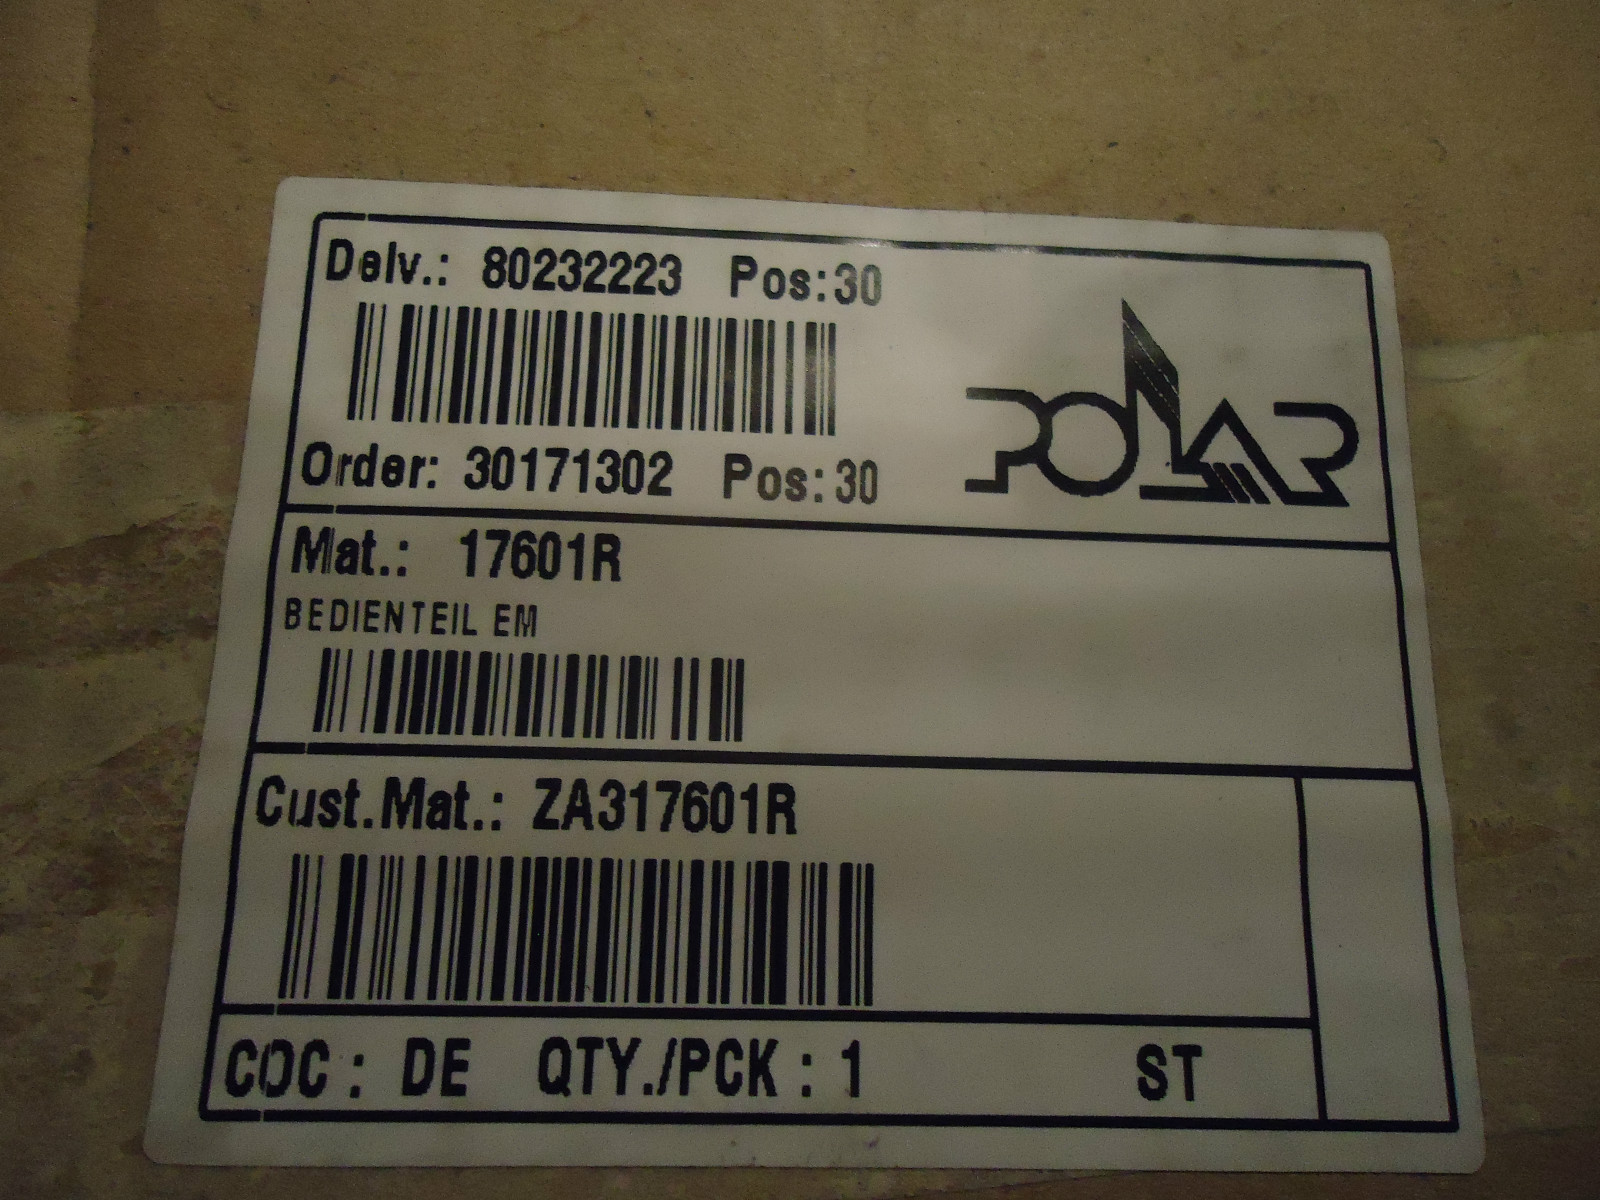 Delv.: 80232223 Pos:30
POLAR
Order: 30171302 Pos:30
Mat.: 17601R
BEDIENTEIL EM
Cust.Mat.: ZA317601R
COC : DE QTY./PCK : 1 ST